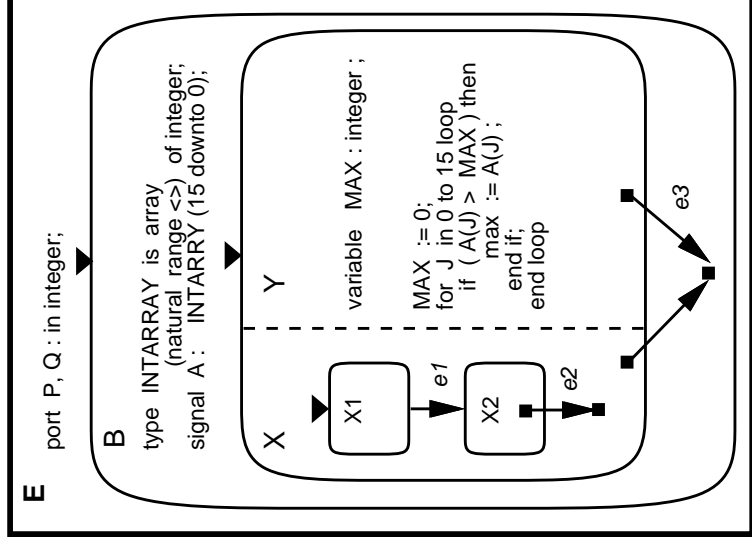 E
port P, Q : in integer;
B
type INTARRAY is array
(natural range <>) of integer;
signal A : INTARRY (15 downto 0);
X
X1
e1
X2
e2
Y
variable MAX : integer ;
MAX := 0;
for J in 0 to 15 loop
if ( A(J) > MAX ) then
max := A(J) ;
end if;
end loop
e3